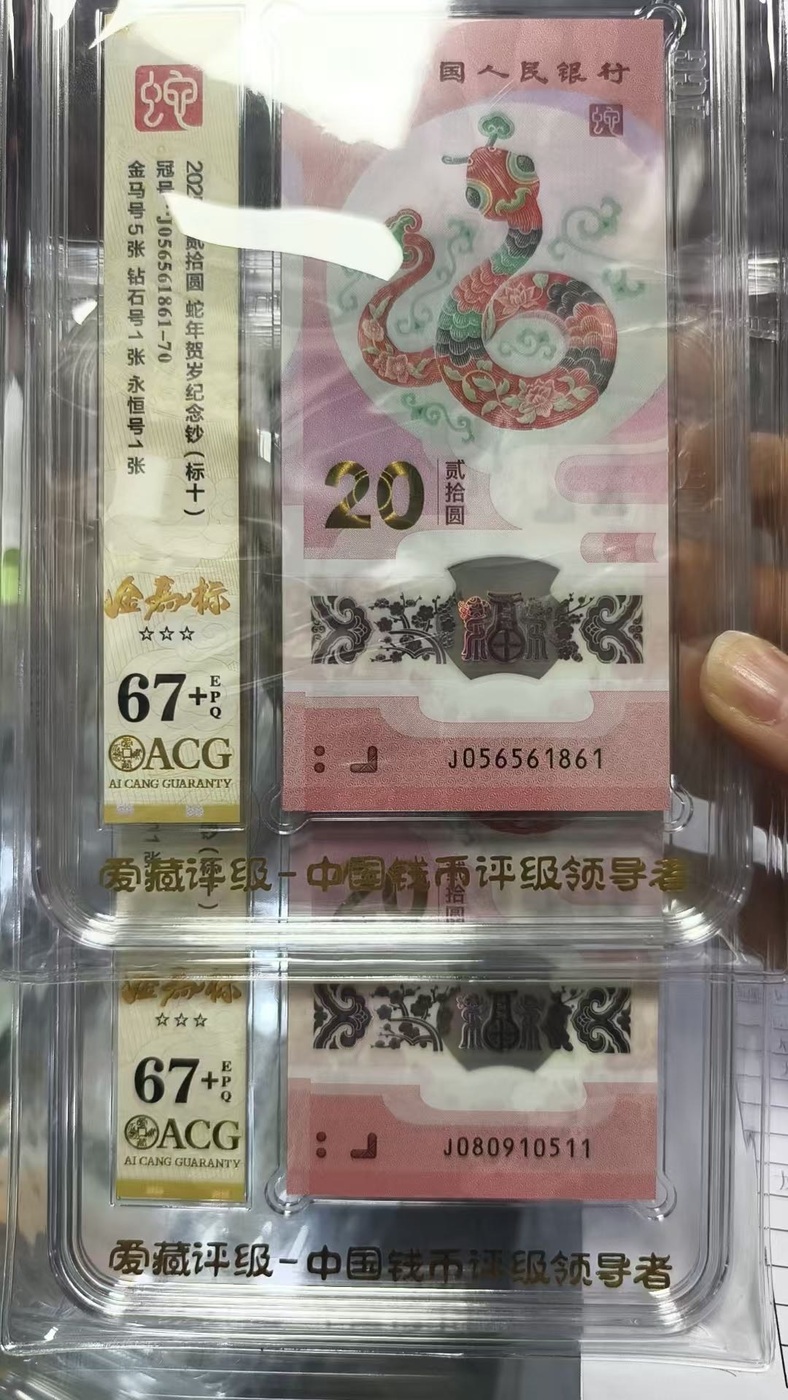 国人民银行
蛇
蛇
贰拾圆 蛇年贺岁纪念钞(标十)
冠号:J056561861-70
金马号5张 钻石号1张 永恒号1张
金马标
☆☆☆
67+EPQ
ACG
AI CANG GUARANTY
20
贰拾圆
福
J056561861
爱藏评级-中国钱币评级领导者
金马标
☆☆☆
67+EPQ
ACG
AI CANG GUARANTY
J080910511
爱藏评级-中国钱币评级领导者